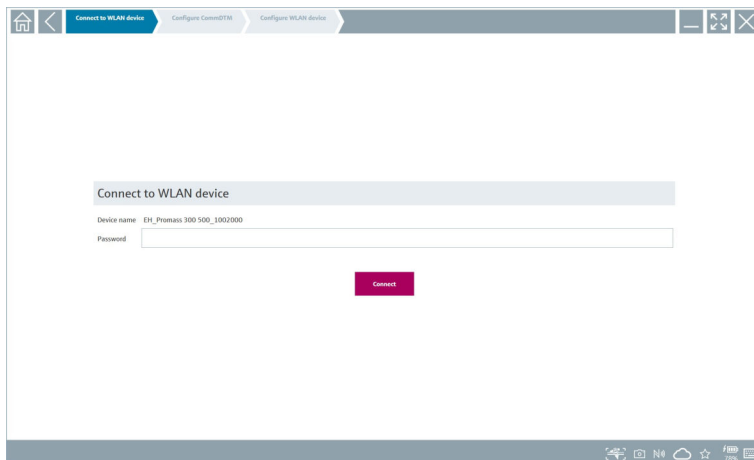 Connect to WLAN device
Configure CommDTM
Configure WLAN device
Connect to WLAN device
Device name EH_Promass 300 500_1002000
Password
Connect
78%